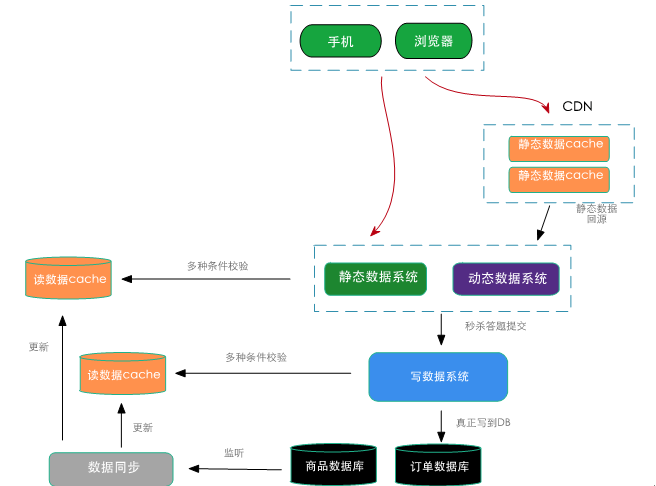 手机
浏览器
CDN
静态数据cache
静态数据cache
静态数据
回源
静态数据系统
动态数据系统
多种条件校验
读数据cache
秒杀答题提交
更新
多种条件校验
读数据cache
写数据系统
更新
真正写到DB
数据同步
监听
商品数据库
订单数据库